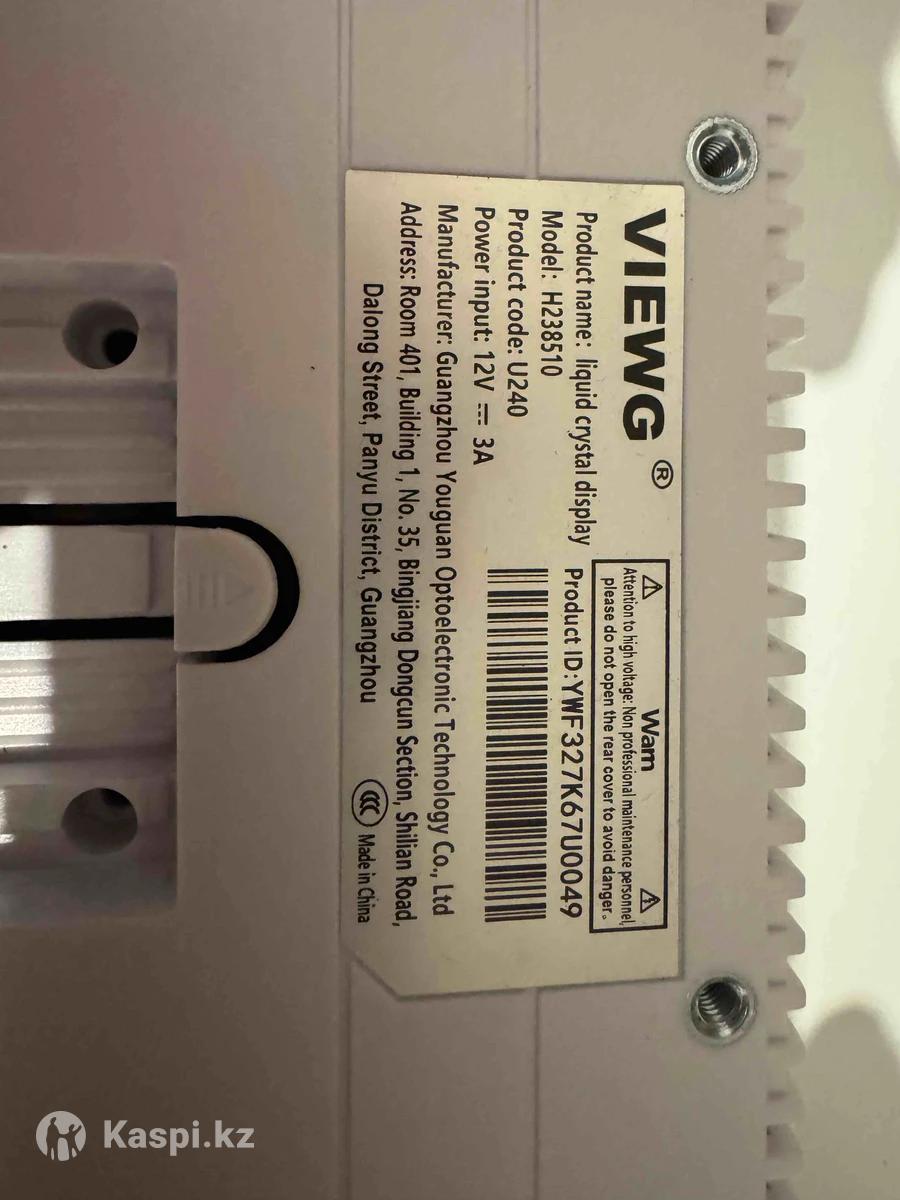 VIEWG®
Product name: liquid crystal display
Model: H238510
Product code: U240
Power input: 12V ⎓ 3A
Manufacturer: Guangzhou Youguan Optoelectronic Technology Co., Ltd
Address: Room 401, Building 1, No. 35, Bingjiang Dongcun Section, Shilian Road,
Dalong Street, Panyu District, Guangzhou
Warn
Attention to high voltage: Non professional maintenance personnel,
please do not open the rear cover to avoid danger。
Product ID:YWF327K67U0049
CCC Made in China
Kaspi.kz